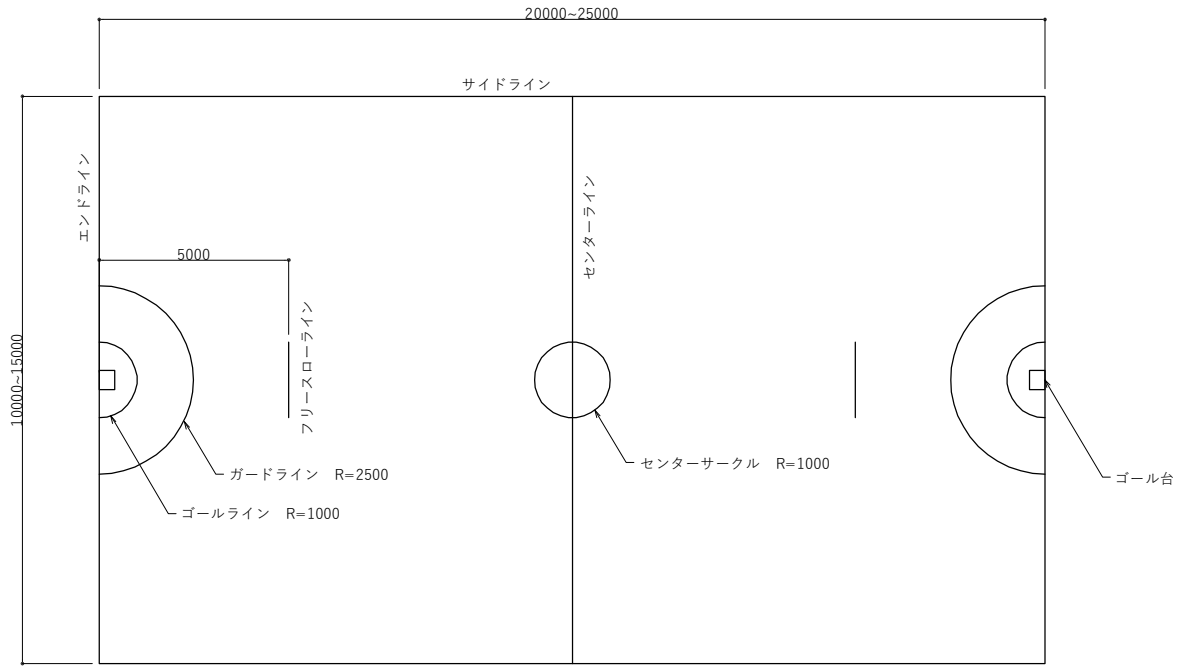 20000~25000
サイドライン
エンドライン
センターライン
5000
フリースローライン
10000~15000
ガードライン　R=2500
センターサークル　R=1000
ゴール台
ゴールライン　R=1000